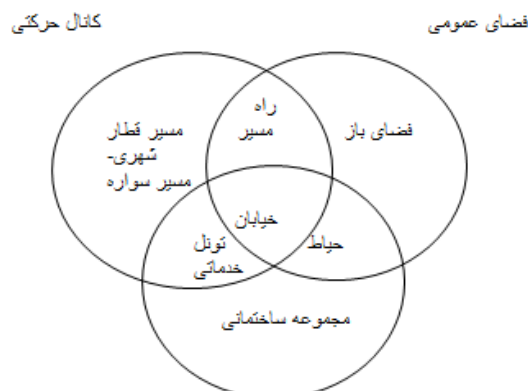 فضای عمومی
کانال حرکتی
فضای باز
راه
مسیر
مسیر قطار
شهری-
مسیر سواره
خیابان
حیاط
تونل
خدماتی
مجموعه ساختمانی